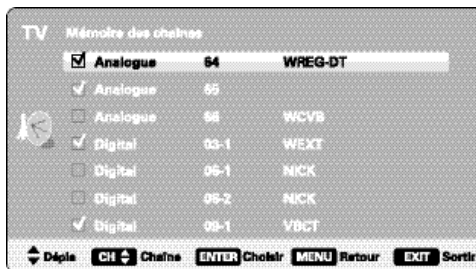 TV Mémoire des chaînes
Analogue 64 WREG-DT
Analogue 65
Analogue 66 WCVB
Digital 03-1 WEXT
Digital 06-1 NICK
Digital 06-2 NICK
Digital 09-1 VBCT
Dépla CH Chaîne ENTER Choisir MENU Retour EXIT Sortir